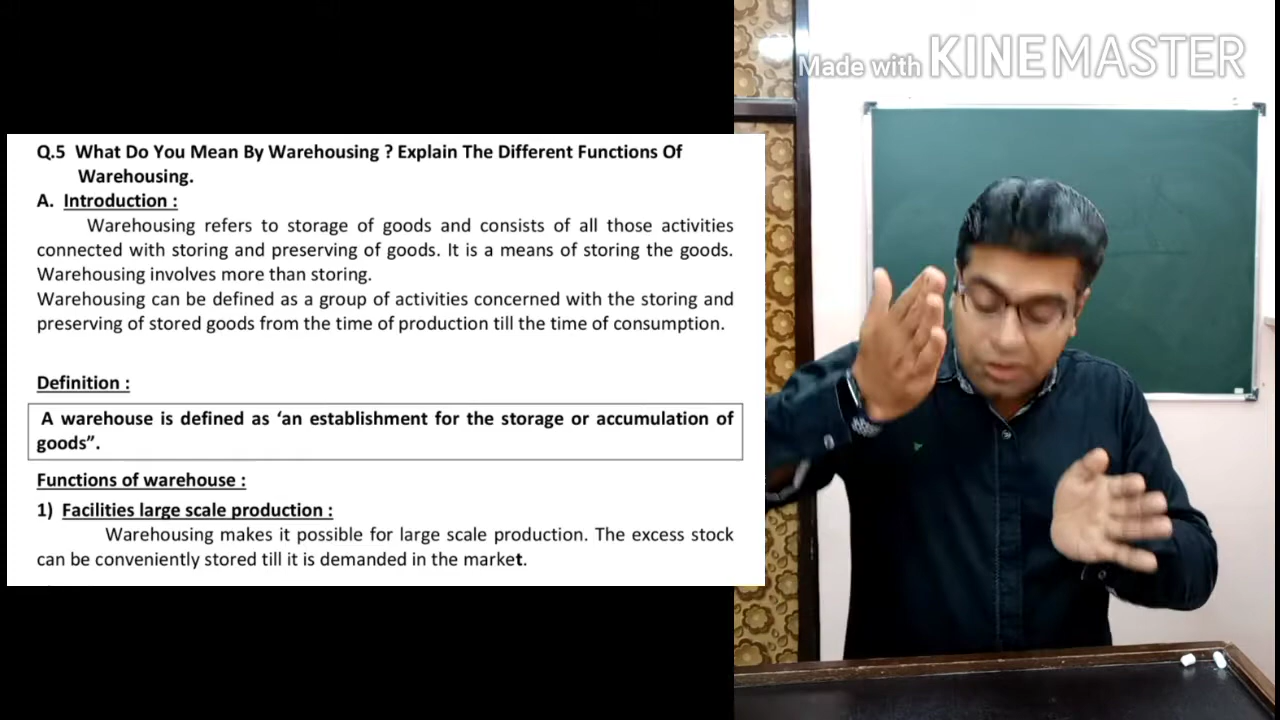 Made with KINEMASTER
Q.5 What Do You Mean By Warehousing ? Explain The Different Functions Of
Warehousing.
A. Introduction :
Warehousing refers to storage of goods and consists of all those activities
connected with storing and preserving of goods. It is a means of storing the goods.
Warehousing involves more than storing.
Warehousing can be defined as a group of activities concerned with the storing and
preserving of stored goods from the time of production till the time of consumption.
Definition :
A warehouse is defined as ‘an establishment for the storage or accumulation of
goods”.
Functions of warehouse :
1) Facilities large scale production :
Warehousing makes it possible for large scale production. The excess stock
can be conveniently stored till it is demanded in the market.